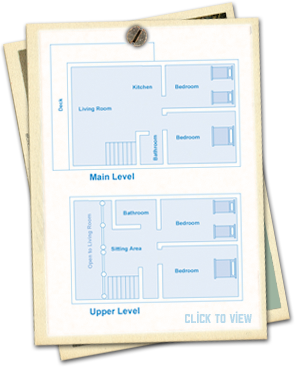 Kitchen
Bedroom
Deck
Living Room
Bathroom
Bedroom
Main Level
Bathroom
Bedroom
Open to Living Room
Sitting Area
Bedroom
Upper Level
CLICK TO VIEW